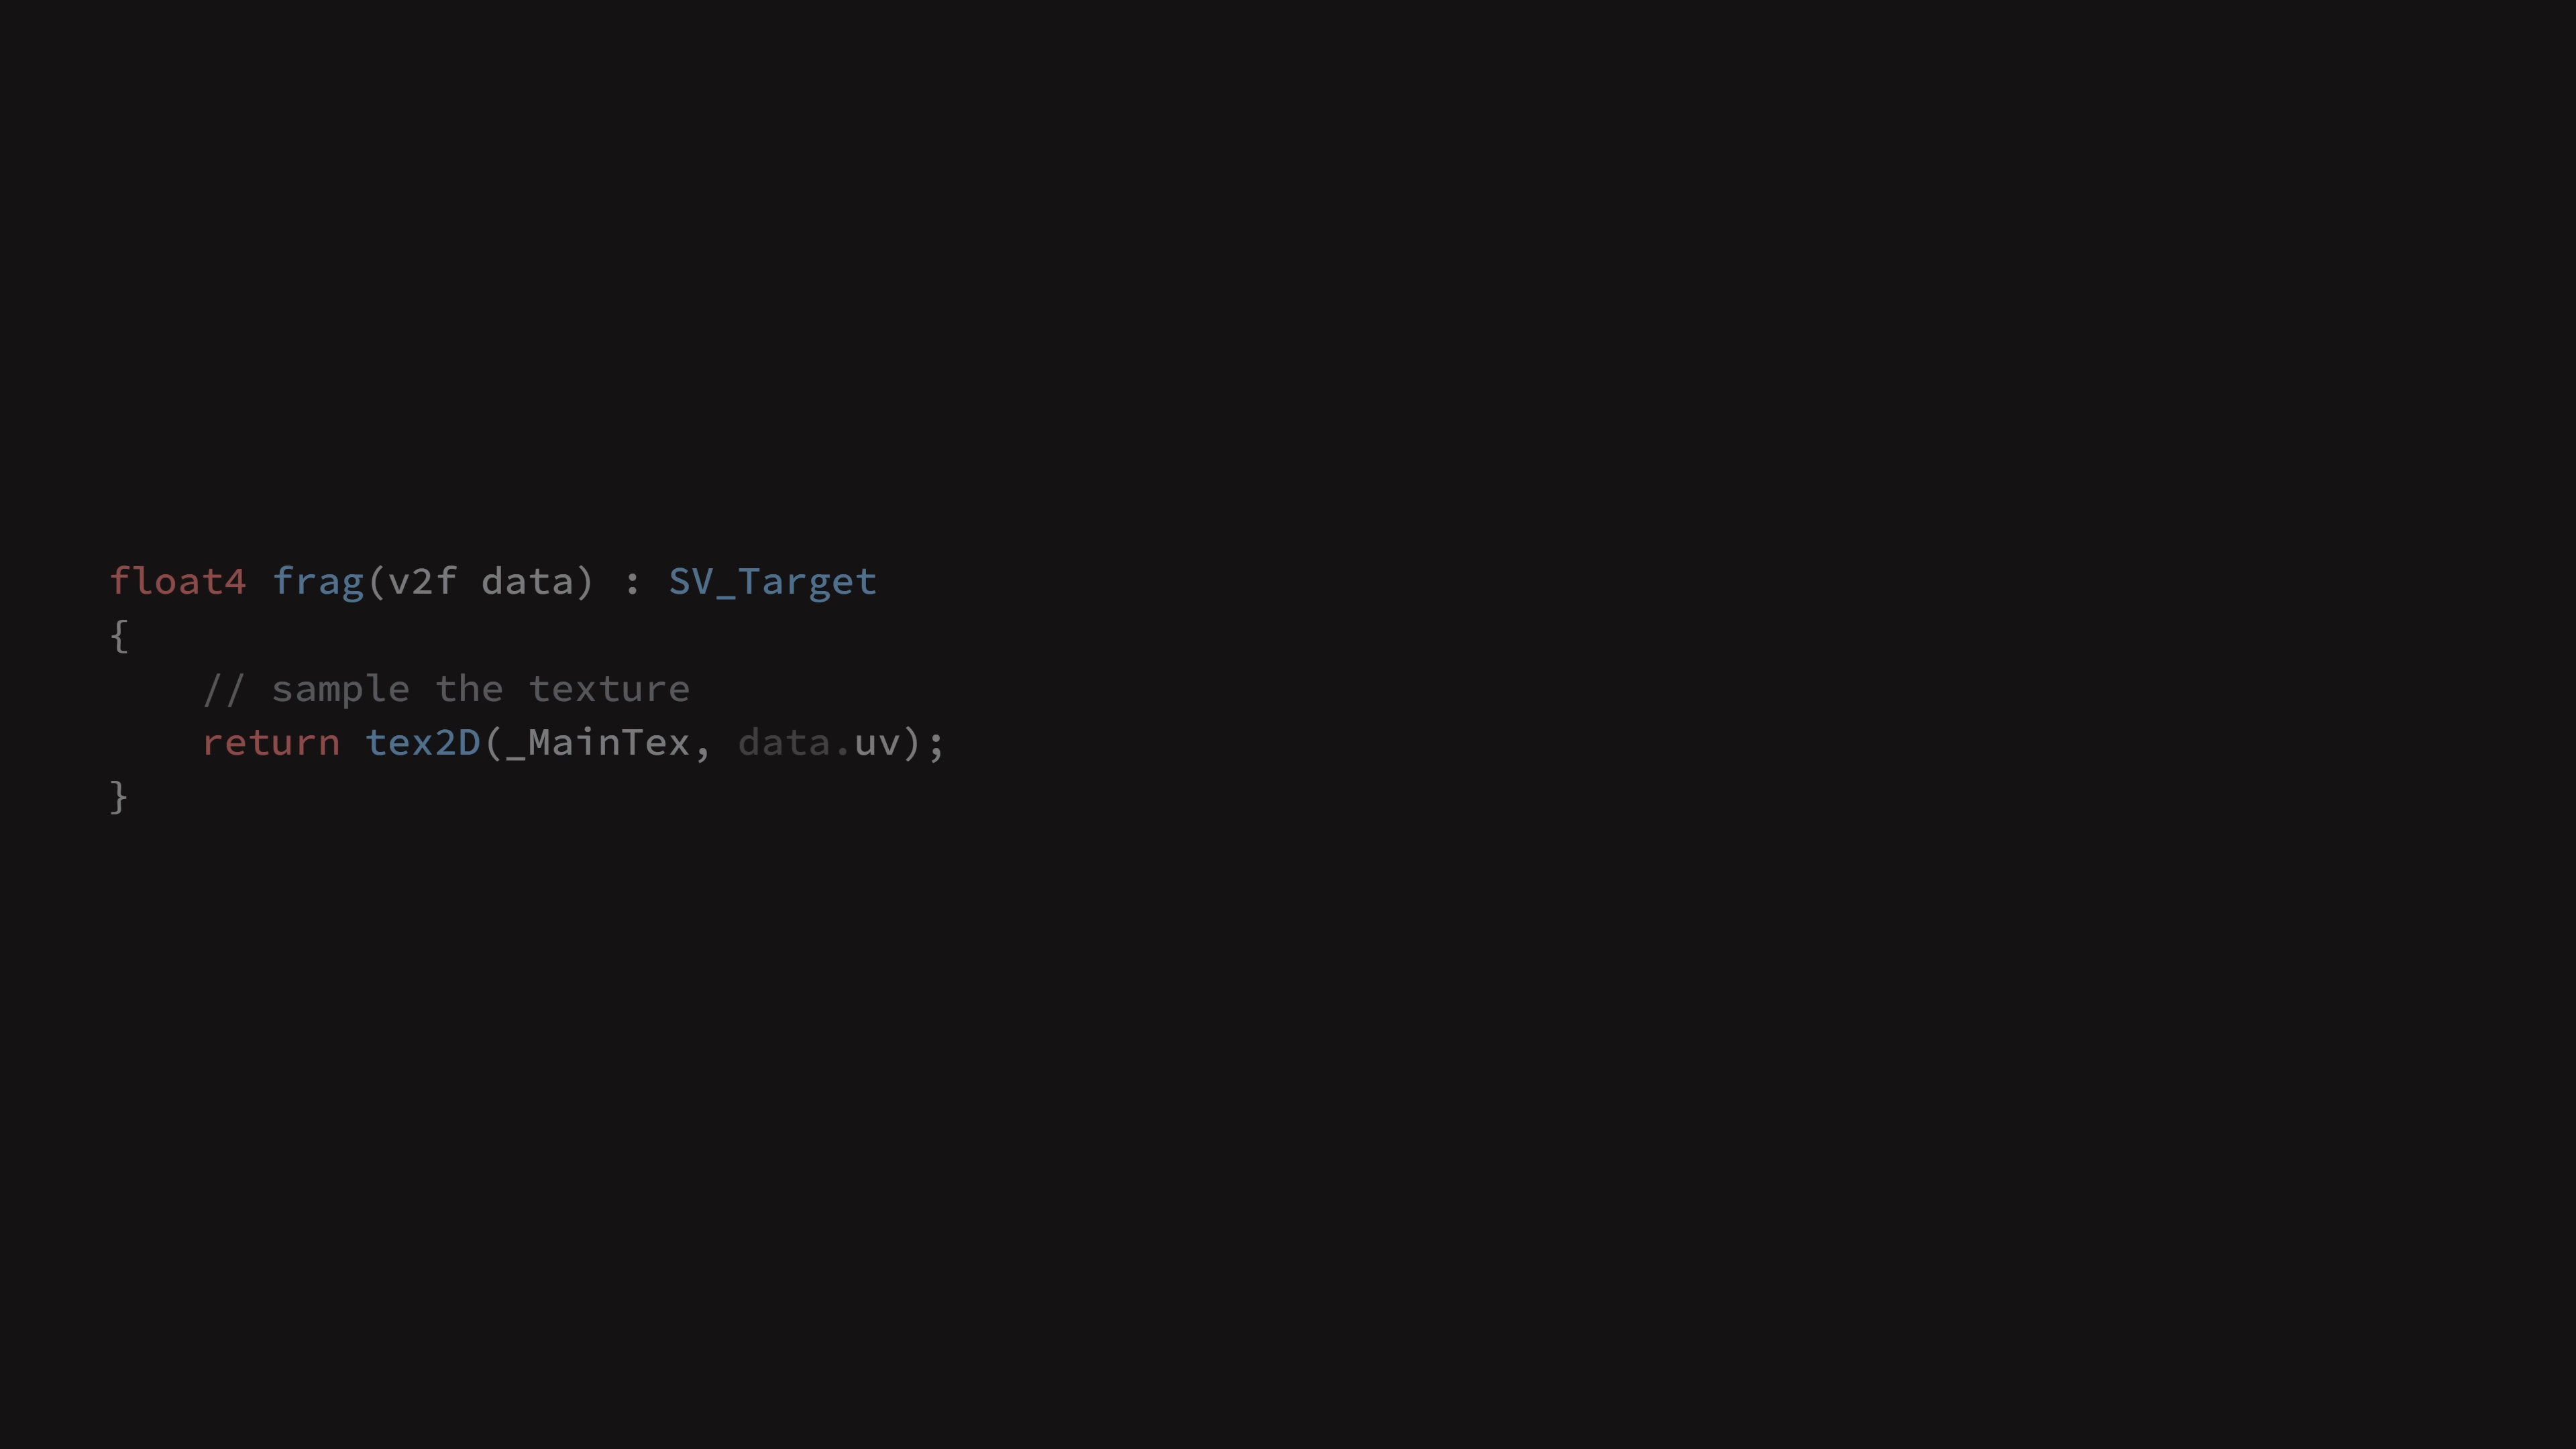 float4 frag(v2f data) : SV_Target
{
    // sample the texture
    return tex2D(_MainTex, data.uv);
}